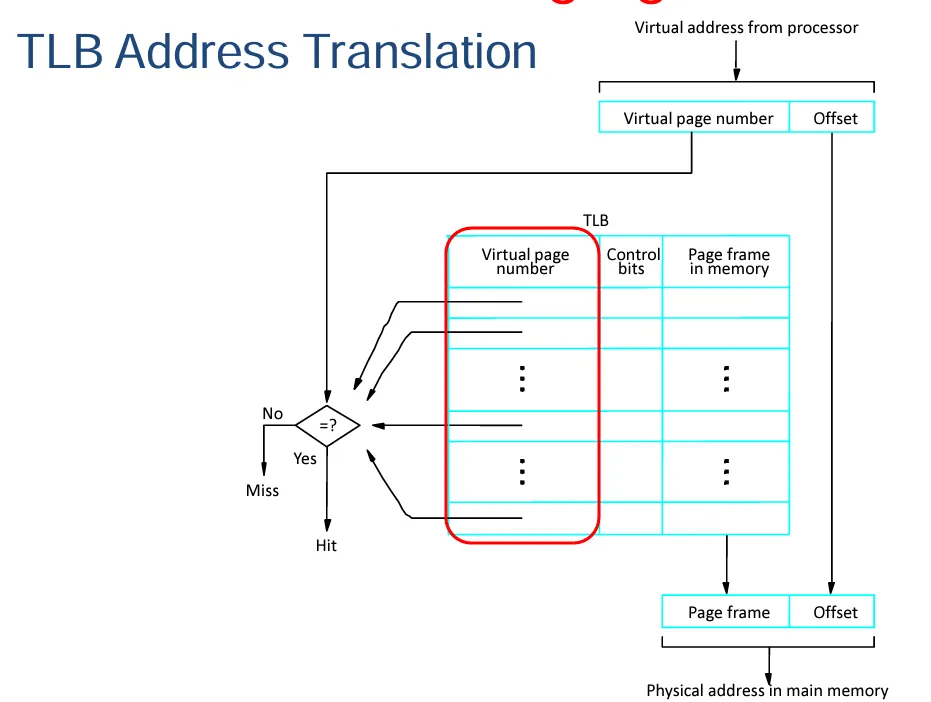 TLB Address Translation
Virtual address from processor
Virtual page number
Offset
TLB
Virtual page
number
Control
bits
Page frame
in memory
No
=?
Yes
Miss
Hit
Page frame
Offset
Physical address in main memory